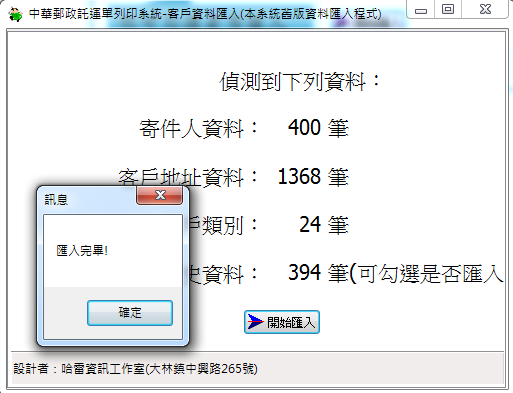 中華郵政託運單列印系統-客戶資料匯入(本系統舊版資料匯入程式)
偵測到下列資料：
寄件人資料： 400 筆
客戶地址資料： 1368 筆
戶類別： 24 筆
史資料： 394 筆(可勾選是否匯入
訊息
匯入完畢!
確定
開始匯入
設計者：哈雷資訊工作室(大林鎮中興路265號)